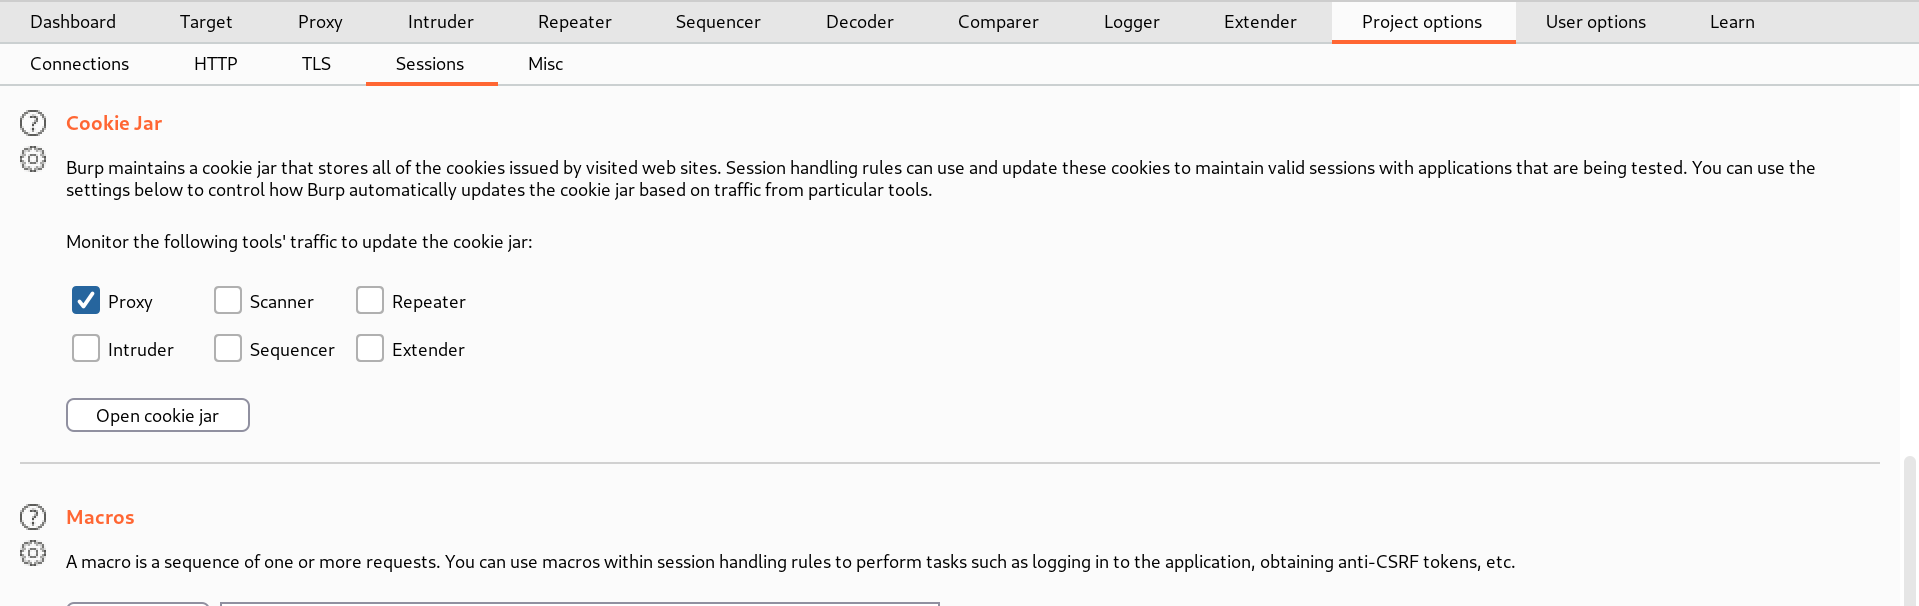 Dashboard Target Proxy Intruder Repeater Sequencer Decoder Comparer Logger Extender Project options User options Learn
Connections HTTP TLS Sessions Misc
? Cookie Jar
Burp maintains a cookie jar that stores all of the cookies issued by visited web sites. Session handling rules can use and update these cookies to maintain valid sessions with applications that are being tested. You can use the
settings below to control how Burp automatically updates the cookie jar based on traffic from particular tools.
Monitor the following tools' traffic to update the cookie jar:
Proxy Scanner Repeater
Intruder Sequencer Extender
Open cookie jar
? Macros
A macro is a sequence of one or more requests. You can use macros within session handling rules to perform tasks such as logging in to the application, obtaining anti-CSRF tokens, etc.